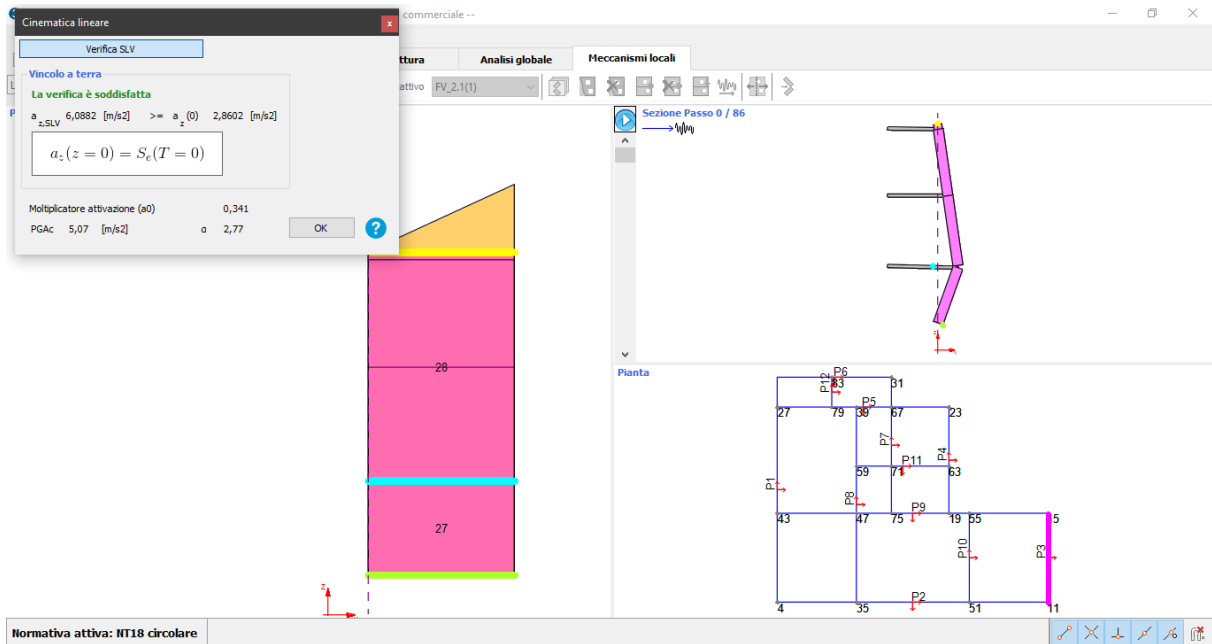 commerciale --
Cinematica lineare
x
Verifica SLV
Vincolo a terra
La verifica è soddisfatta
a z,SLV 6,0882 [m/s2] >= a z (0) 2,8602 [m/s2]
a_z(z = 0) = S_e(T = 0)
Moltiplicatore attivazione (a0) 0,341
PGAc 5,07 [m/s2] α 2,77
OK
?
ttura Analisi globale Meccanismi locali
attivo FV_2.1(1)
Sezione Passo 0 / 86
28
27
z
Pianta
P6
P12 83 31
P5
27 79 39 67 23
P7
P4
P11
59 71 63
P1
P8
P9
43 47 75 19 55 5
P10
P3
P2
4 35 51 11
Normativa attiva: NT18 circolare